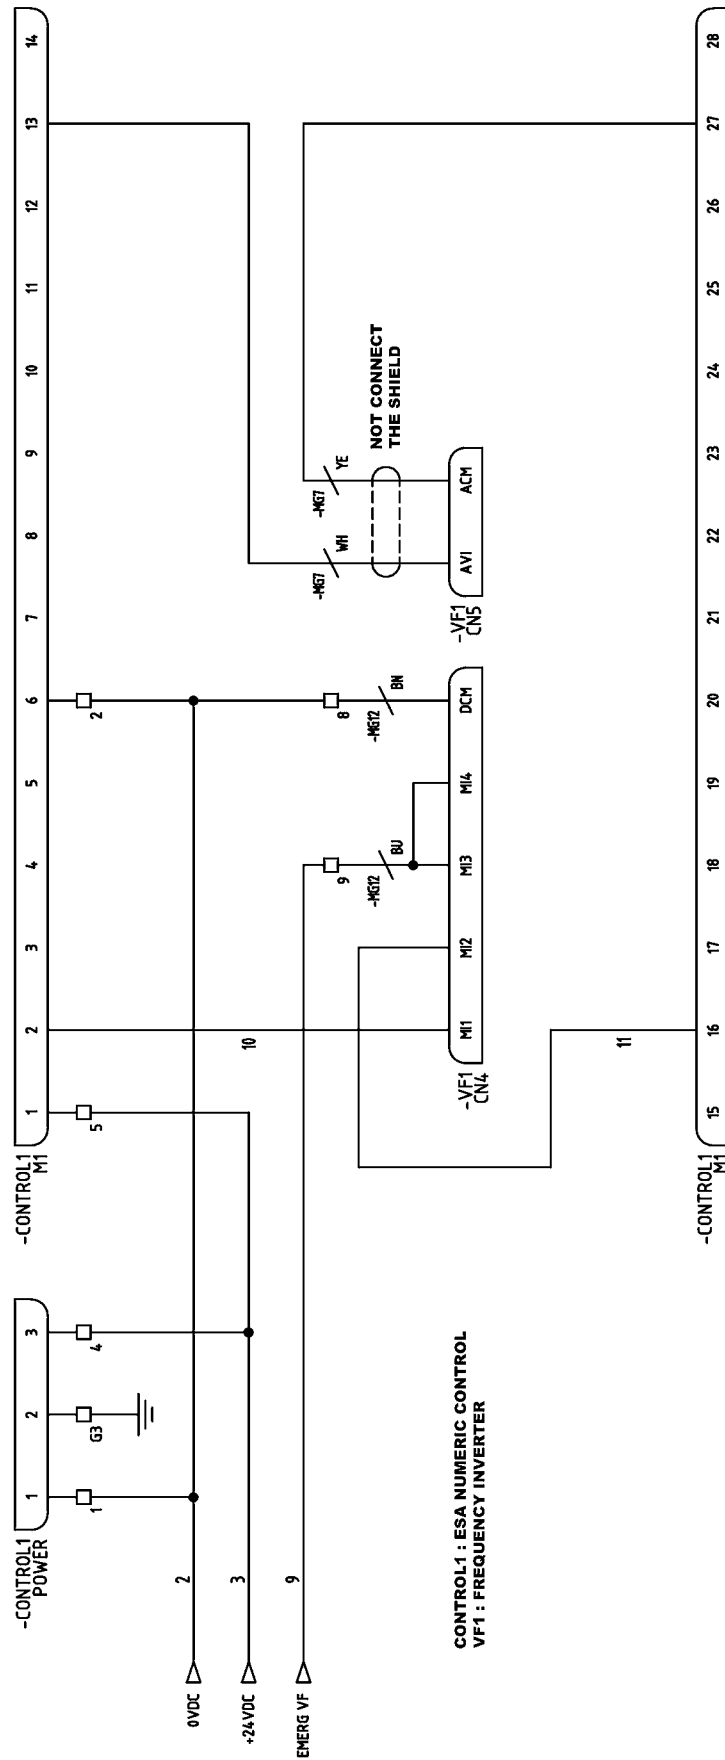 -CONTROL1
POWER
1
2
3
-CONTROL1
M1
1
2
3
4
5
6
7
8
9
10
11
12
13
14
1
G3
4
5
2
0VDC
2
+24VDC
3
EMERG VF
9
10
9
8
-MG12
BU
-MG12
BN
-MG7
WH
-MG7
YE
NOT CONNECT
THE SHIELD
-VF1
CN4
MI1
MI2
MI3
MI4
DCM
-VF1
CN5
AVI
ACM
CONTROL1 : ESA NUMERIC CONTROL
VF1 : FREQUENCY INVERTER
11
-CONTROL1
M1
15
16
17
18
19
20
21
22
23
24
25
26
27
28